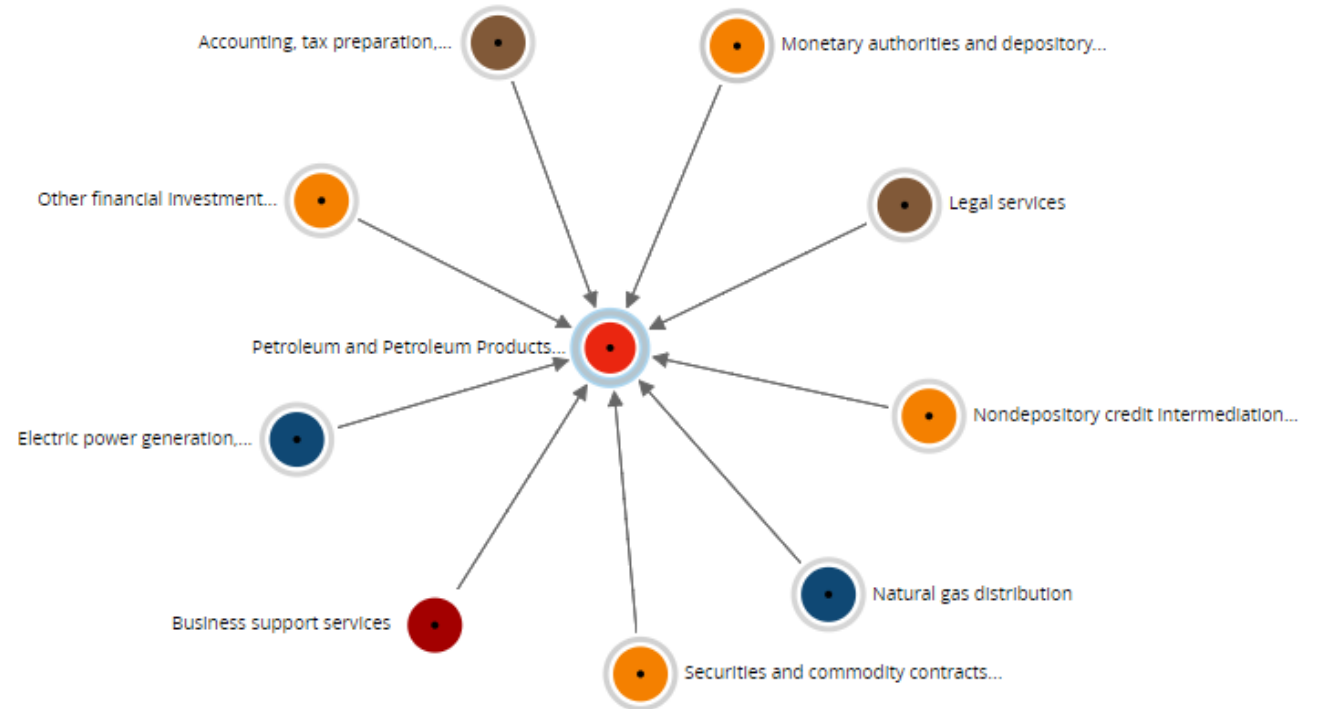 Accounting, tax preparation,...
Monetary authorities and depository...
Other financial investment...
Legal services
Petroleum and Petroleum Products...
Nondepository credit intermediation...
Electric power generation,...
Natural gas distribution
Business support services
Securities and commodity contracts...